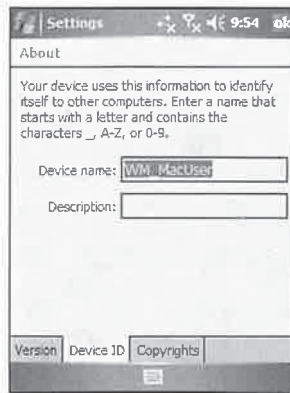 Settings 9:54 ok
About
Your device uses
this information to identify
itself to other computers. Enter a name that
starts with a letter and contains the
characters _, A-Z, or 0-9.
Device name: WM_MacUser
Description:
Version Device ID Copyrights